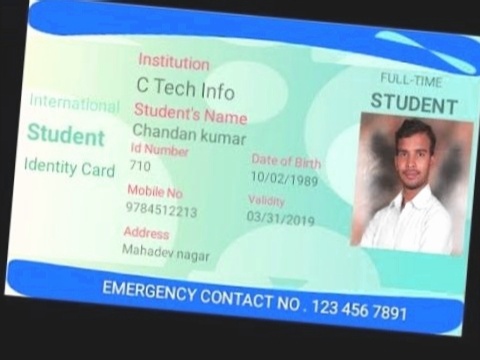 Institution
C Tech Info
International
Student
Identity Card
Student's Name
Chandan kumar
Id Number
710
Mobile No
9784512213
Address
Mahadev nagar
Date of Birth
10/02/1989
Validity
03/31/2019
FULL-TIME
STUDENT
EMERGENCY CONTACT NO . 123 456 7891